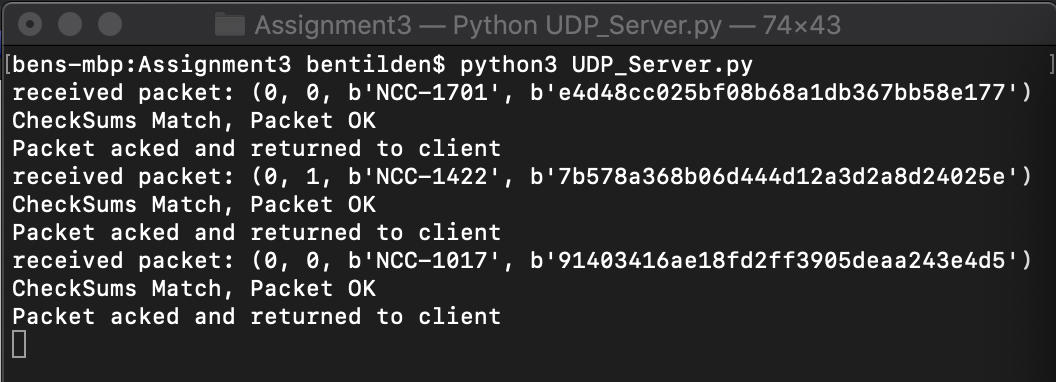 Assignment3 — Python UDP_Server.py — 74×43
[bens-mbp:Assignment3 bentilden$ python3 UDP_Server.py ]
received packet: (0, 0, b'NCC-1701', b'e4d48cc025bf08b68a1db367bb58e177')
CheckSums Match, Packet OK
Packet acked and returned to client
received packet: (0, 1, b'NCC-1422', b'7b578a368b06d444d12a3d2a8d24025e')
CheckSums Match, Packet OK
Packet acked and returned to client
received packet: (0, 0, b'NCC-1017', b'91403416ae18fd2ff3905deaa243e4d5')
CheckSums Match, Packet OK
Packet acked and returned to client